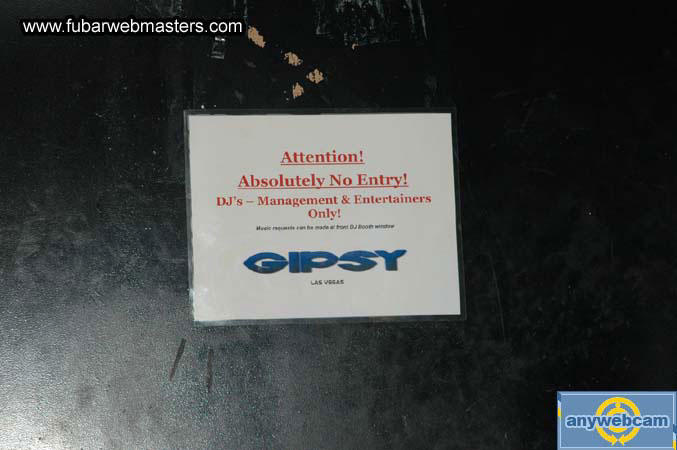 www.fubarwebmasters.com
Attention!
Absolutely No Entry!
DJ's – Management & Entertainers
Only!
Music requests can be made at front DJ Booth window
GIPSY
LAS VEGAS
anywebcam